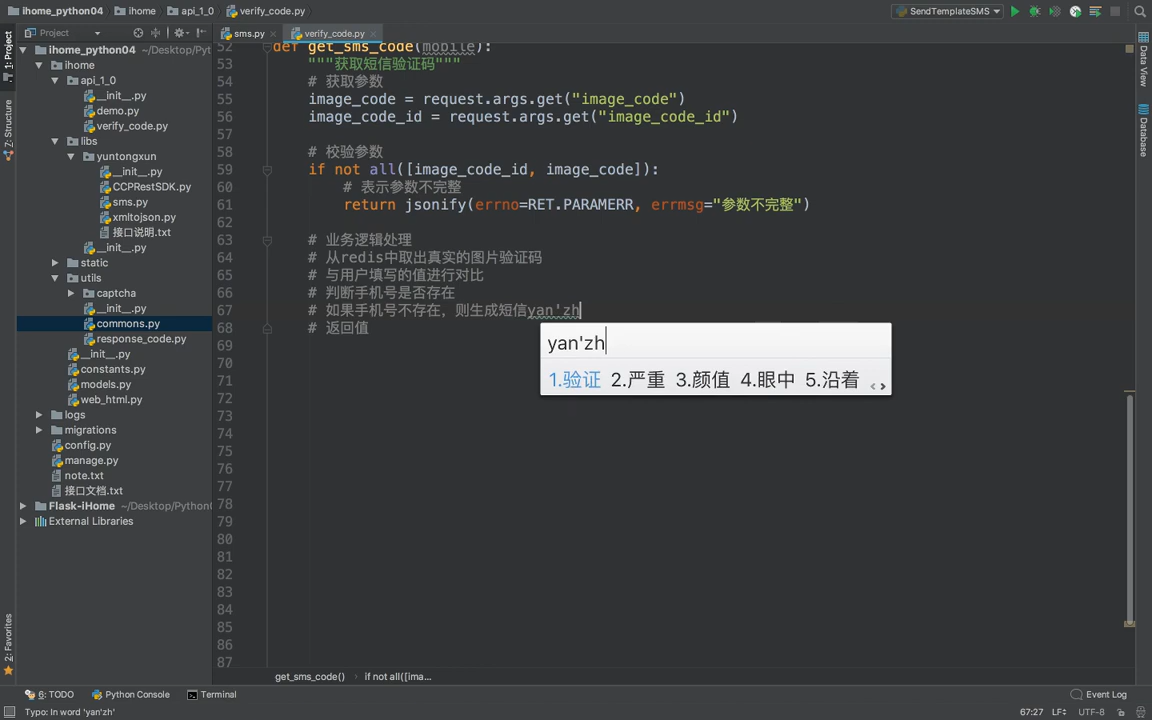 ihome_python04 ihome api_1_0 verify_code.py SendTemplateSMS
Project sms.py verify_code.py
1: Project
Z: Structure
2: Favorites
ihome_python04 ~/Desktop/Pyt
ihome
api_1_0
__init__.py
demo.py
verify_code.py
libs
yuntongxun
__init__.py
CCPRestSDK.py
sms.py
xmltojson.py
接口说明.txt
__init__.py
static
utils
captcha
__init__.py
commons.py
response_code.py
__init__.py
constants.py
models.py
web_html.py
logs
migrations
config.py
manage.py
note.txt
接口文档.txt
Flask-iHome ~/Desktop/Python(
External Libraries
52 def get_sms_code(mobile):
53 """获取短信验证码"""
54 # 获取参数
55 image_code = request.args.get("image_code")
56 image_code_id = request.args.get("image_code_id")
57
58 # 校验参数
59 if not all([image_code_id, image_code]):
60 # 表示参数不完整
61 return jsonify(errno=RET.PARAMERR, errmsg="参数不完整")
62
63 # 业务逻辑处理
64 # 从redis中取出真实的图片验证码
65 # 与用户填写的值进行对比
66 # 判断手机号是否存在
67 # 如果手机号不存在，则生成短信yan'zh
68 # 返回值
69
70
71
72
73
74
75
76
77
78
79
80
81
82
83
84
85
86
87
yan'zh
1.验证 2.严重 3.颜值 4.眼中 5.沿着
Data View
Database
get_sms_code() if not all([ima...
6: TODO Python Console Terminal Event Log
Typo: In word 'yan'zh' 67:27 LF÷ UTF-8